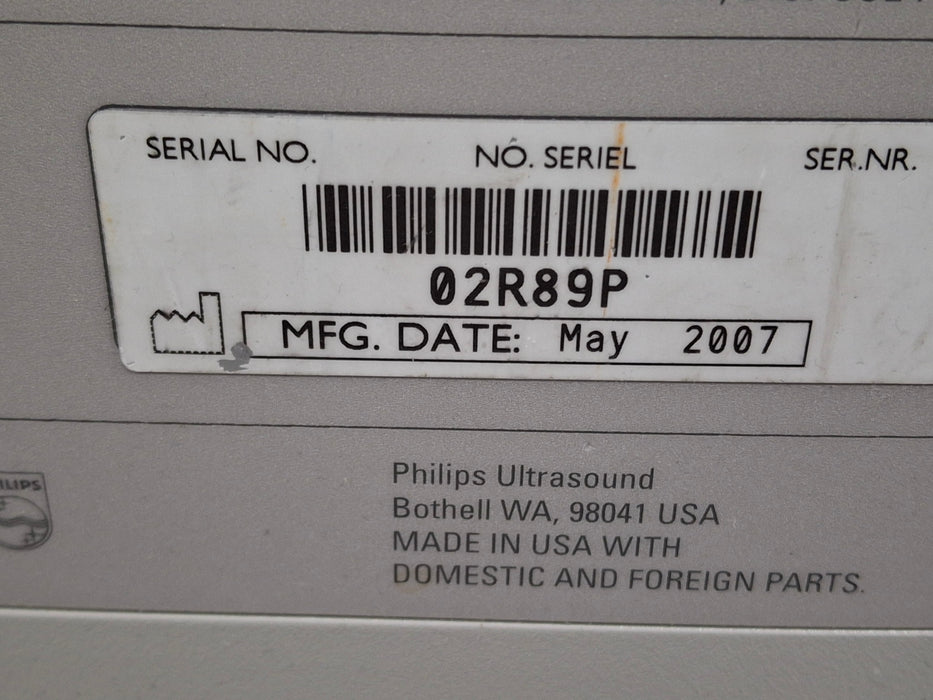 SERIAL NO. NO. SERIEL SER.NR.
02R89P
MFG. DATE: May 2007
Philips Ultrasound
Bothell WA, 98041 USA
MADE IN USA WITH
DOMESTIC AND FOREIGN PARTS.